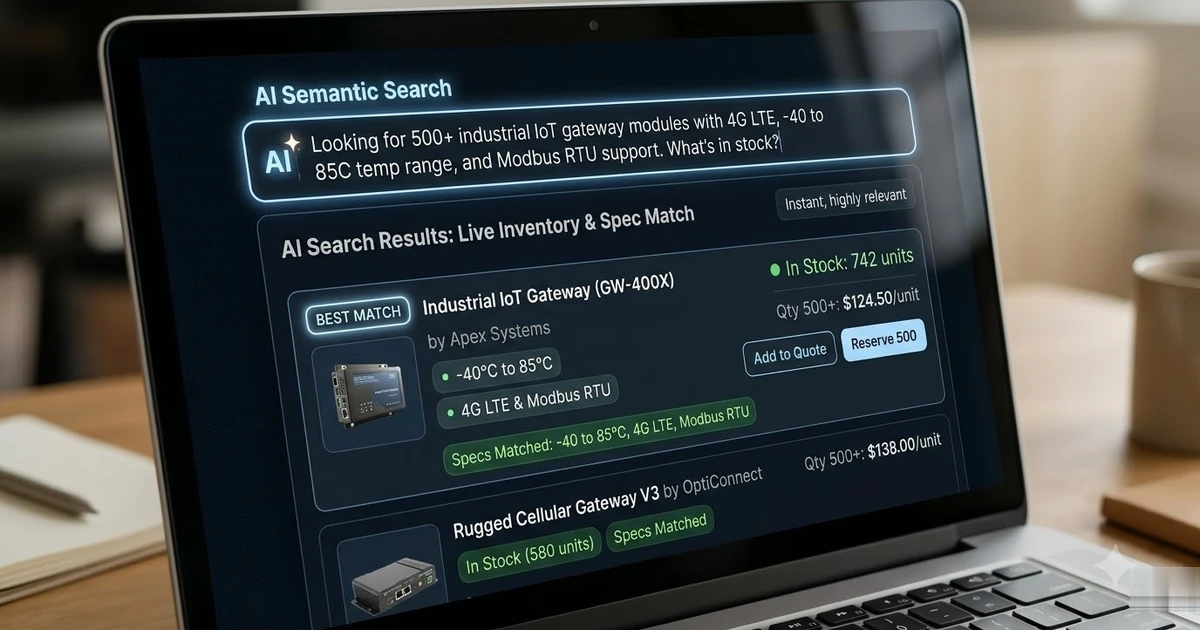 AI Semantic Search
AI
Looking for 500+ industrial IoT gateway modules with 4G LTE, -40 to
85C temp range, and Modbus RTU support. What's in stock?
Instant, highly relevant
AI Search Results: Live Inventory & Spec Match
BEST MATCH
Industrial IoT Gateway (GW-400X)
by Apex Systems
• -40°C to 85°C
• 4G LTE & Modbus RTU
Specs Matched: -40 to 85°C, 4G LTE, Modbus RTU
In Stock: 742 units
Qty 500+: $124.50/unit
Add to Quote
Reserve 500
Rugged Cellular Gateway V3 by OptiConnect
In Stock (580 units)
Specs Matched
Qty 500+: $138.00/unit